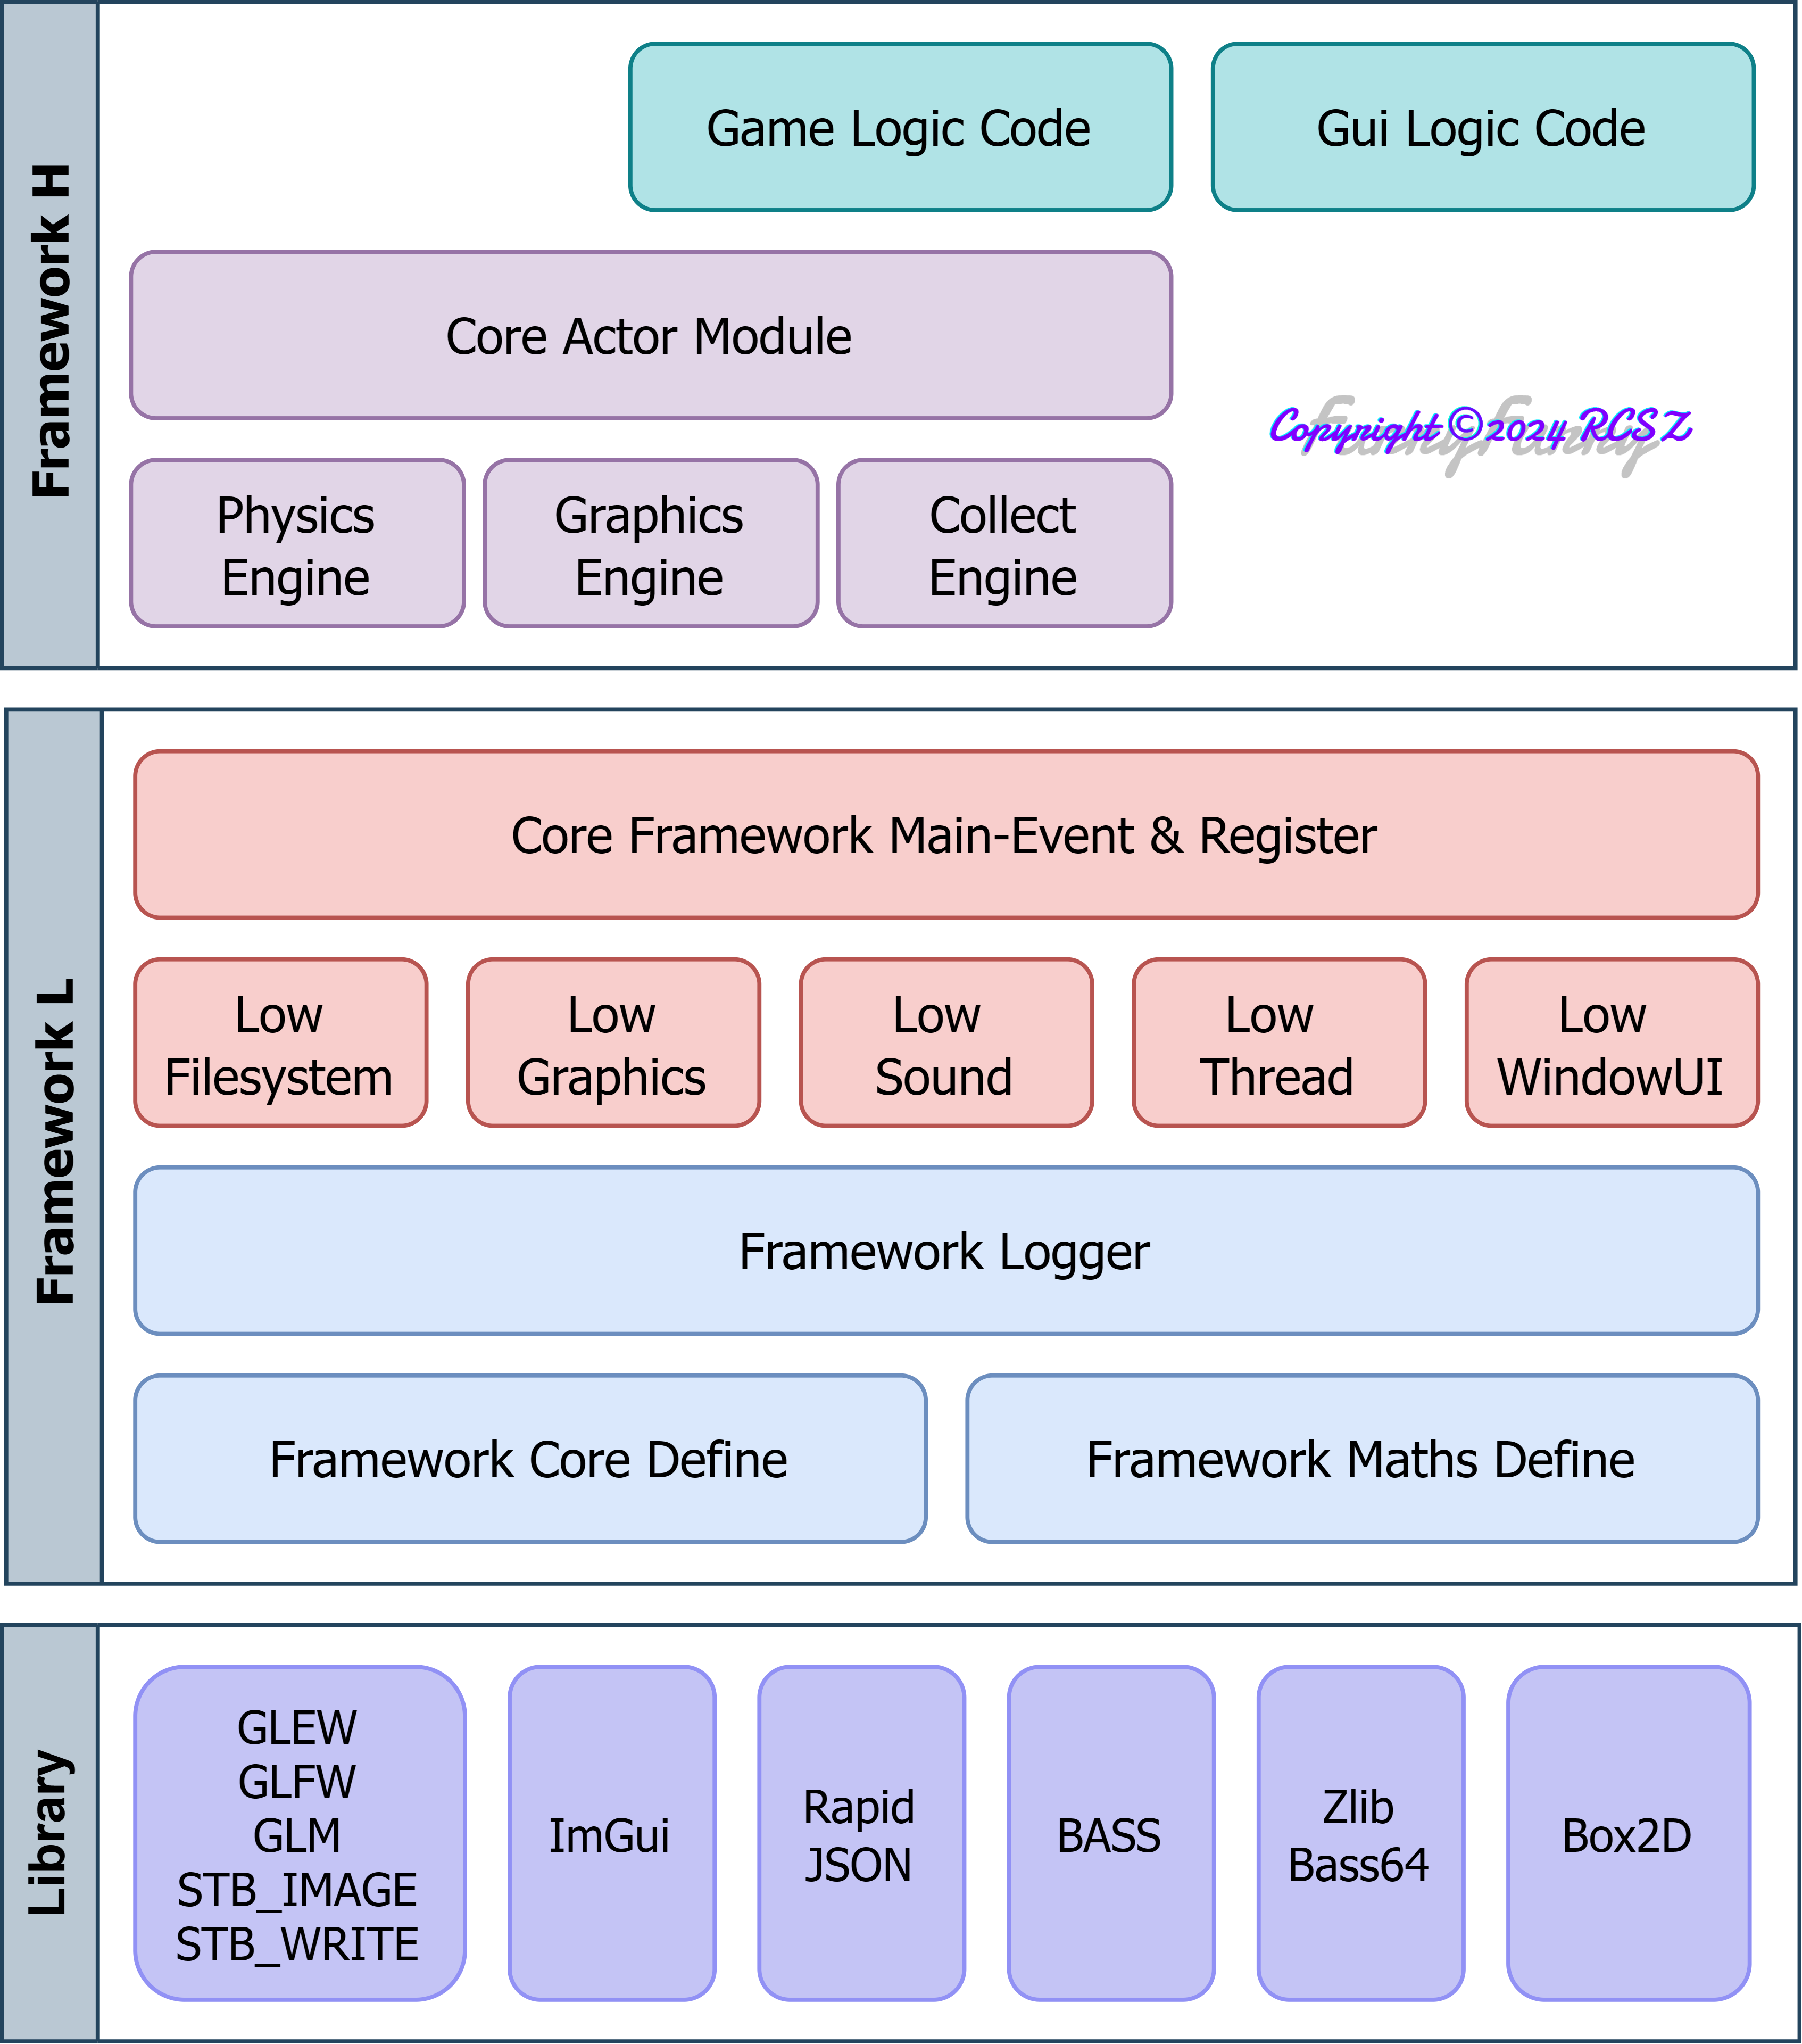 Framework H
Game Logic Code
Gui Logic Code
Core Actor Module
Copyright ©2024 RCSZ
FunnyFunny
Physics
Engine
Graphics
Engine
Collect
Engine
Framework L
Core Framework Main-Event & Register
Low
Filesystem
Low
Graphics
Low
Sound
Low
Thread
Low
WindowUI
Framework Logger
Framework Core Define
Framework Maths Define
Library
GLEW
GLFW
GLM
STB_IMAGE
STB_WRITE
ImGui
Rapid
JSON
BASS
Zlib
Bass64
Box2D